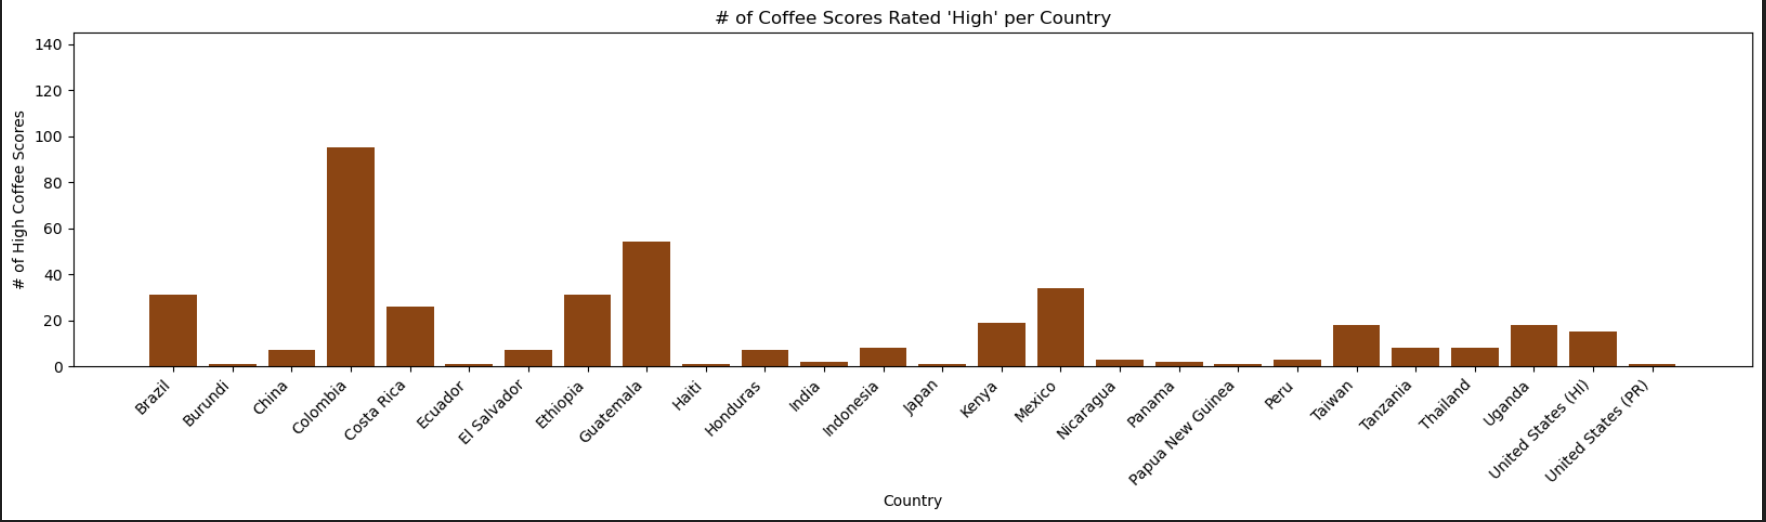 # of Coffee Scores Rated 'High' per Country
# of High Coffee Scores
140
120
100
80
60
40
20
0
Brazil
Burundi
China
Colombia
Costa Rica
Ecuador
El Salvador
Ethiopia
Guatemala
Haiti
Honduras
India
Indonesia
Japan
Kenya
Mexico
Nicaragua
Panama
Papua New Guinea
Peru
Taiwan
Tanzania
Thailand
Uganda
United States (HI)
United States (PR)
Country